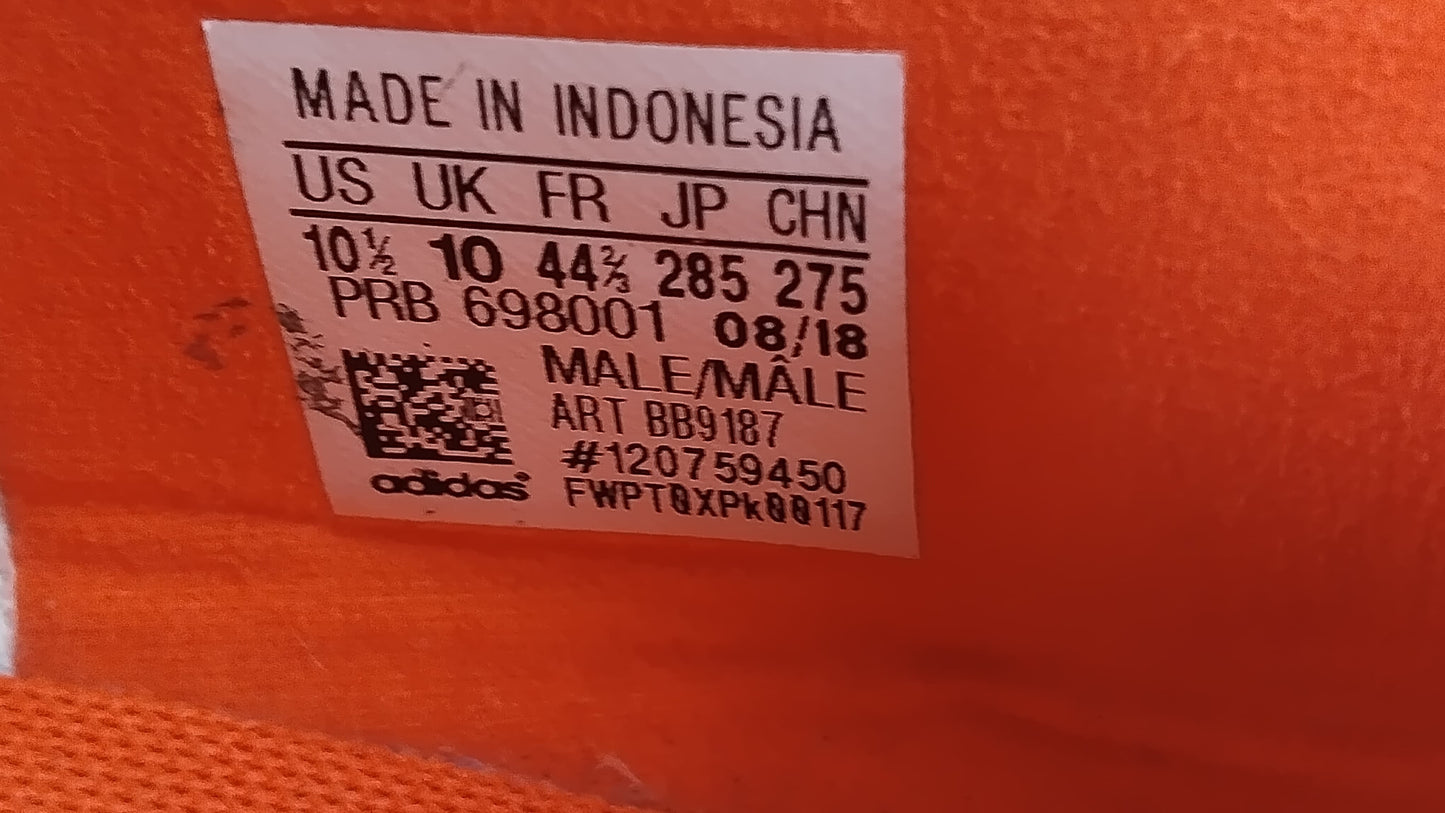 MADE IN INDONESIA
US UK FR JP CHN
10½ 10 44⅔ 285 275
PRB 698001 08/18
MALE/MÂLE
ART BB9187
#120759450
adidas FWPT0XPk00117